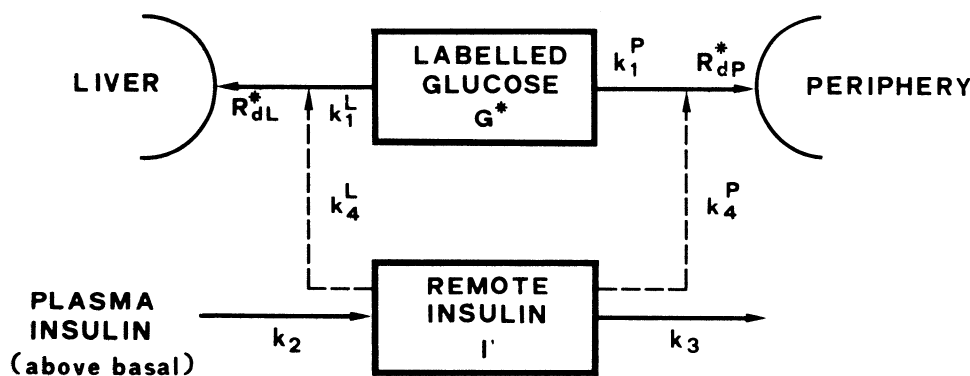 LABELLED
GLUCOSE
G*
LIVER
R*dL
k1L
k1P
R*dP
PERIPHERY
k4L
k4P
PLASMA
INSULIN
(above basal)
k2
REMOTE
INSULIN
I'
k3